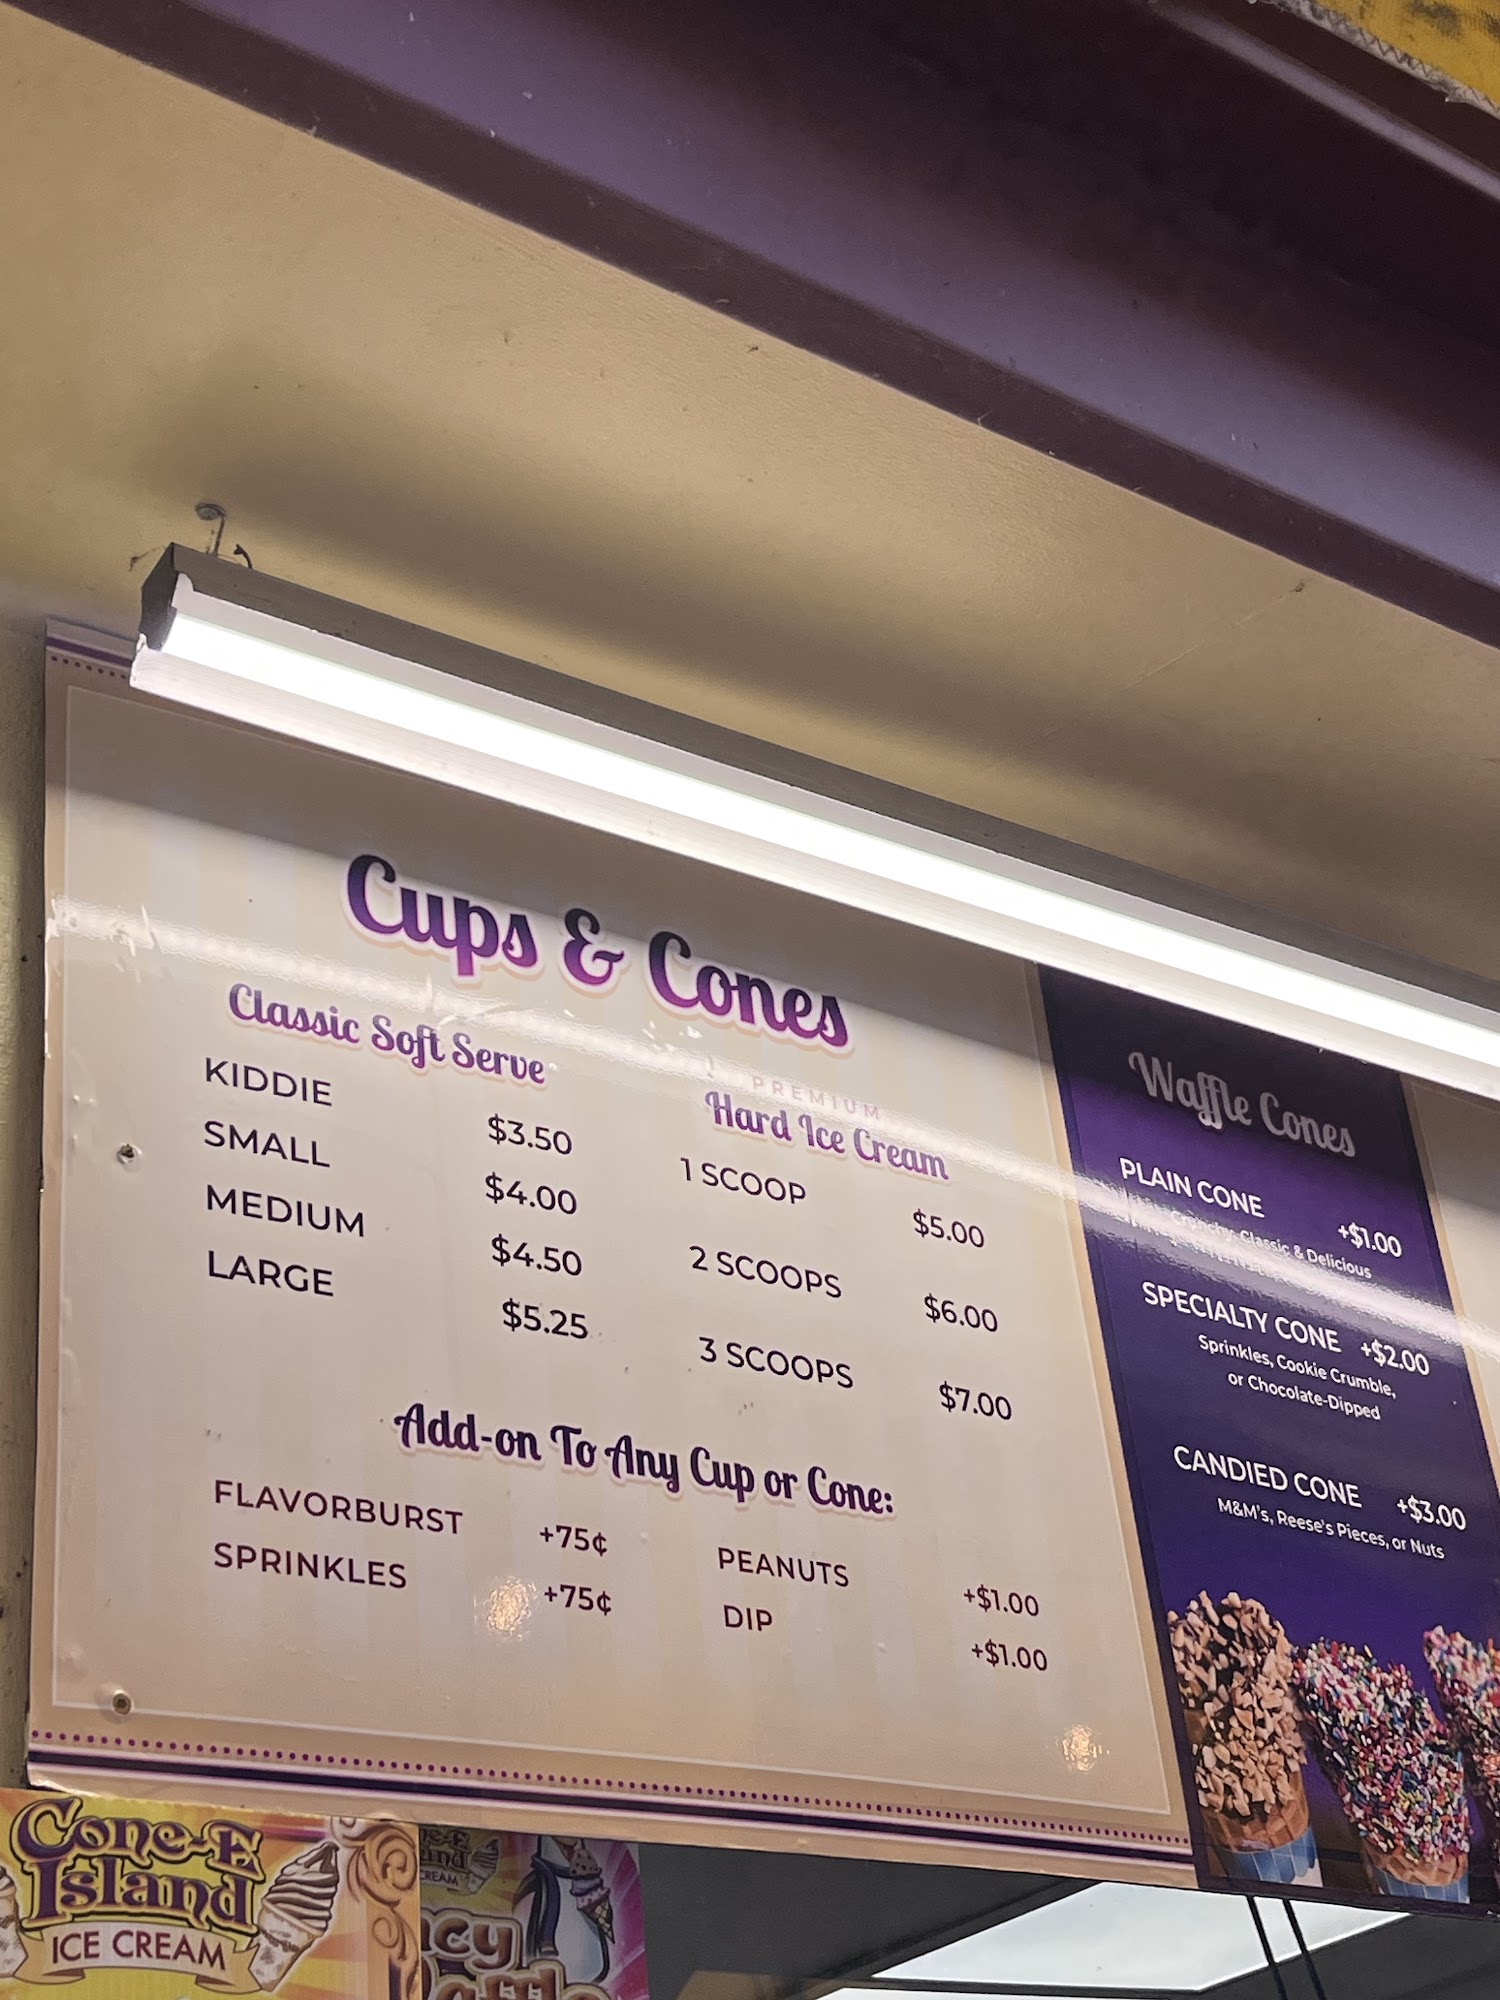 Cups & Cones
Classic Soft Serve
KIDDIE $3.50
SMALL $4.00
MEDIUM $4.50
LARGE $5.25
PREMIUM
Hard Ice Cream
1 SCOOP $5.00
2 SCOOPS $6.00
3 SCOOPS $7.00
Add-on To Any Cup or Cone:
FLAVORBURST +75¢
SPRINKLES +75¢
PEANUTS +$1.00
DIP +$1.00
Waffle Cones
PLAIN CONE +$1.00
Crunchy, Classic & Delicious
SPECIALTY CONE +$2.00
Sprinkles, Cookie Crumble,
or Chocolate-Dipped
CANDIED CONE +$3.00
M&M's, Reese's Pieces, or Nuts
Cone-E
Island
ICE CREAM